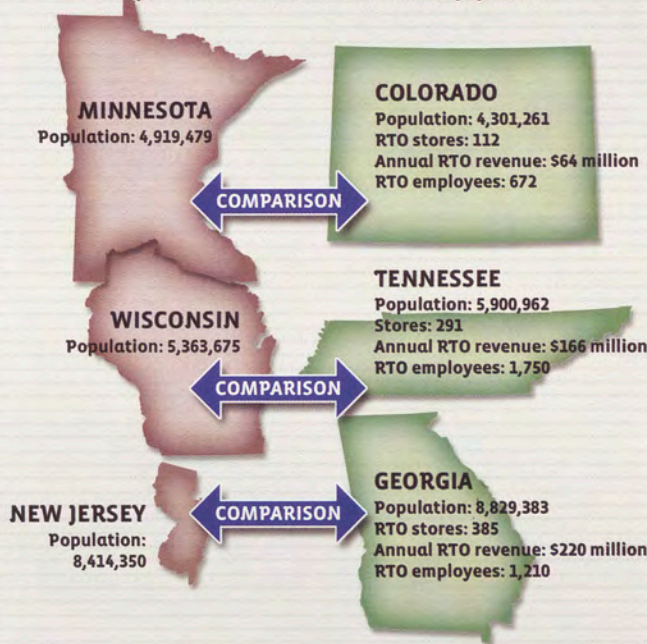 MINNESOTA
Population: 4,919,479
COMPARISON
COLORADO
Population: 4,301,261
RTO stores: 112
Annual RTO revenue: $64 million
RTO employees: 672
WISCONSIN
Population: 5,363,675
COMPARISON
TENNESSEE
Population: 5,900,962
Stores: 291
Annual RTO revenue: $166 million
RTO employees: 1,750
NEW JERSEY
Population:
8,414,350
COMPARISON
GEORGIA
Population: 8,829,383
RTO stores: 385
Annual RTO revenue: $220 million
RTO employees: 1,210